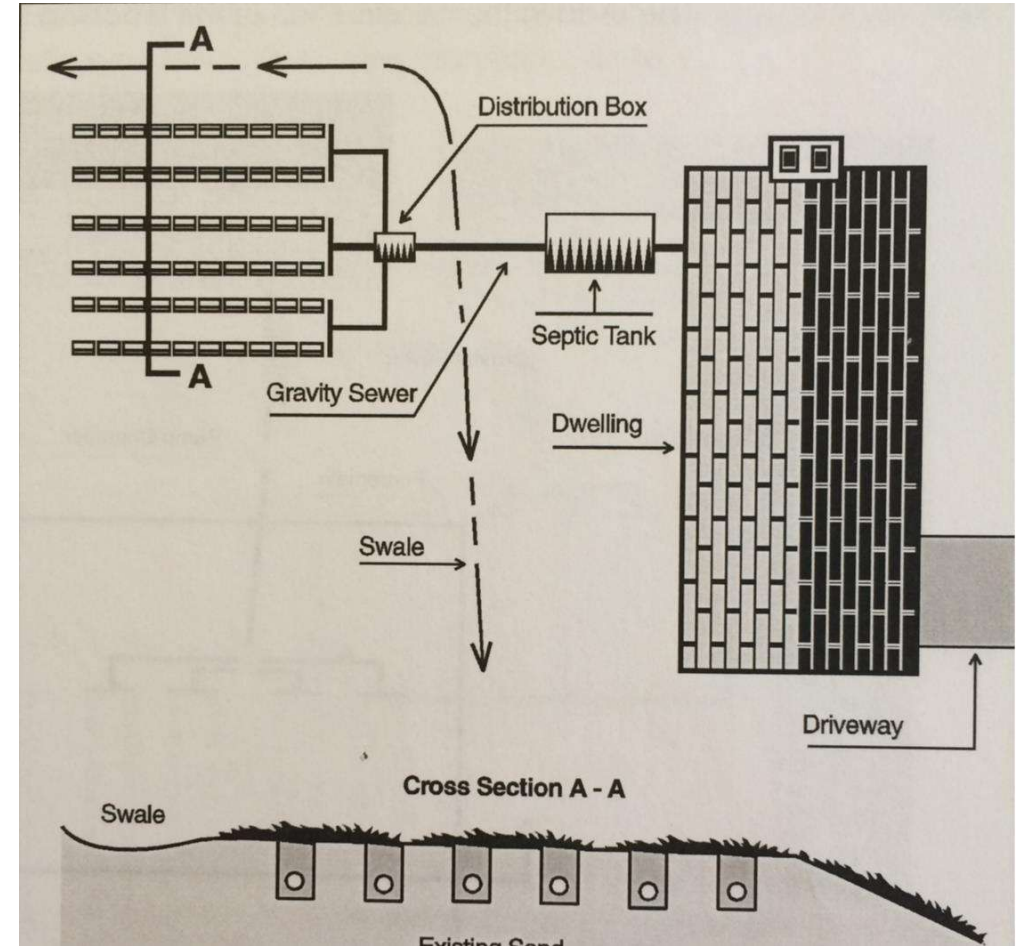 A
Distribution Box
Septic Tank
A
Gravity Sewer
Dwelling
Swale
Driveway
Cross Section A - A
Swale
Existing Sand